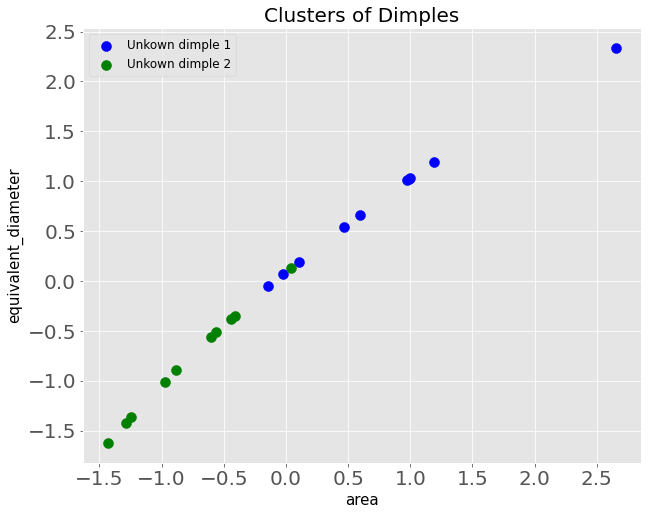 Clusters of Dimples
Unkown dimple 1
Unkown dimple 2
2.5
2.0
1.5
1.0
0.5
0.0
−0.5
−1.0
−1.5
equivalent_diameter
−1.5 −1.0 −0.5 0.0 0.5 1.0 1.5 2.0 2.5
area